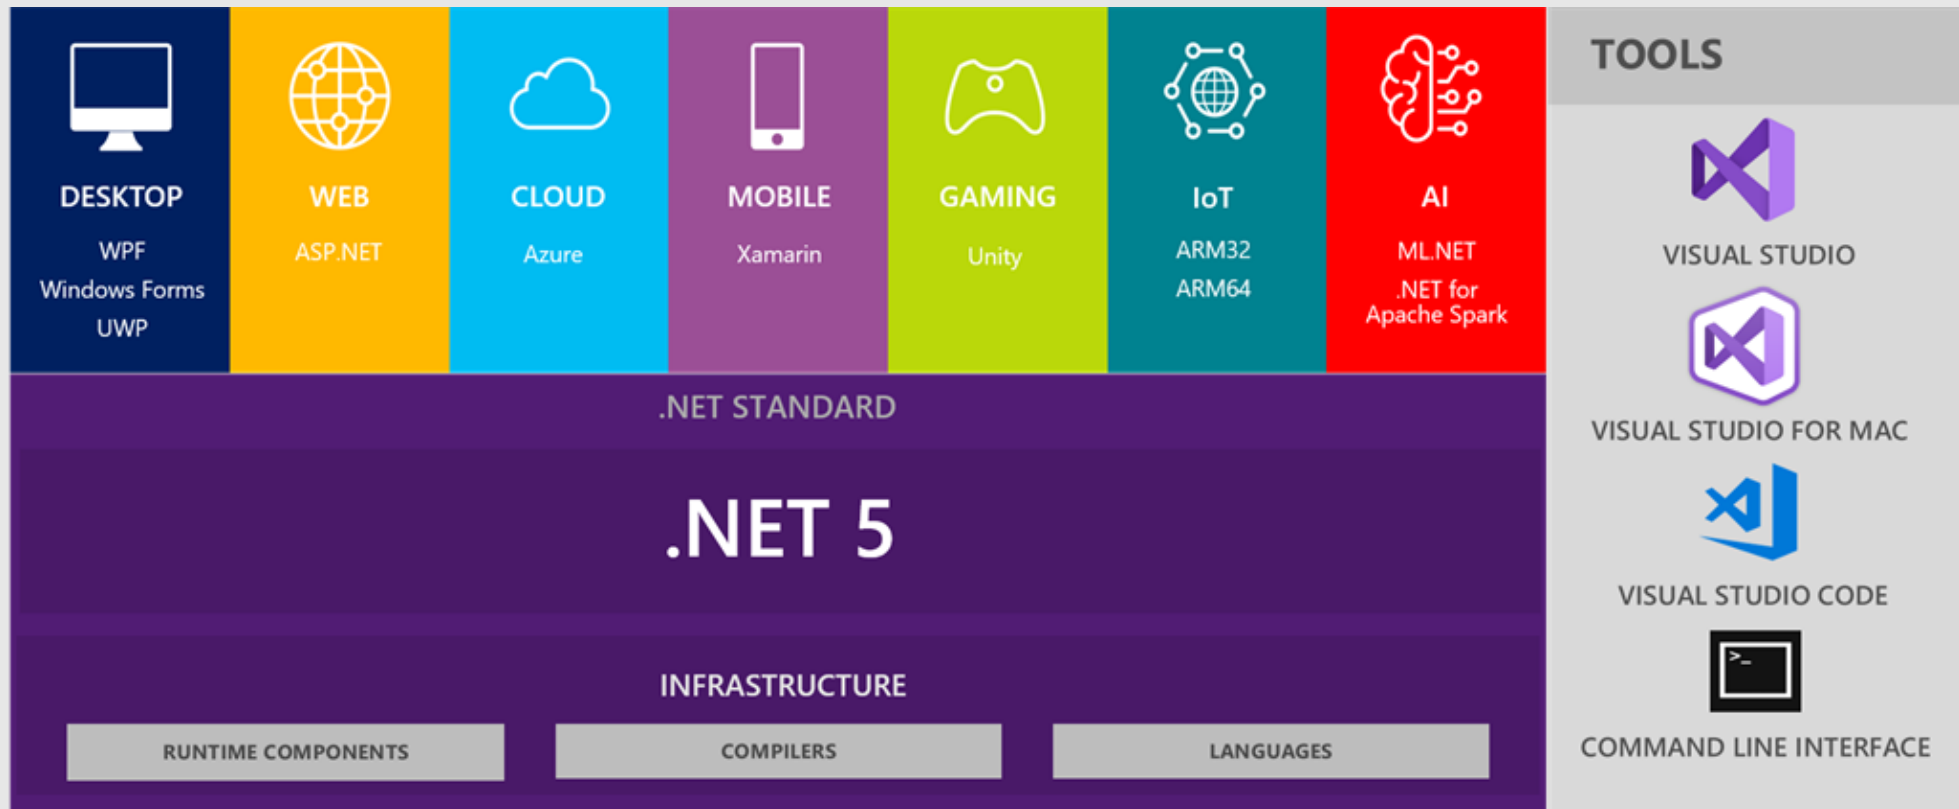 DESKTOP
WPF
Windows Forms
UWP
WEB
ASP.NET
CLOUD
Azure
MOBILE
Xamarin
GAMING
Unity
IoT
ARM32
ARM64
AI
ML.NET
.NET for
Apache Spark
.NET STANDARD
.NET 5
INFRASTRUCTURE
RUNTIME COMPONENTS
COMPILERS
LANGUAGES
TOOLS
VISUAL STUDIO
VISUAL STUDIO FOR MAC
VISUAL STUDIO CODE
>_
COMMAND LINE INTERFACE